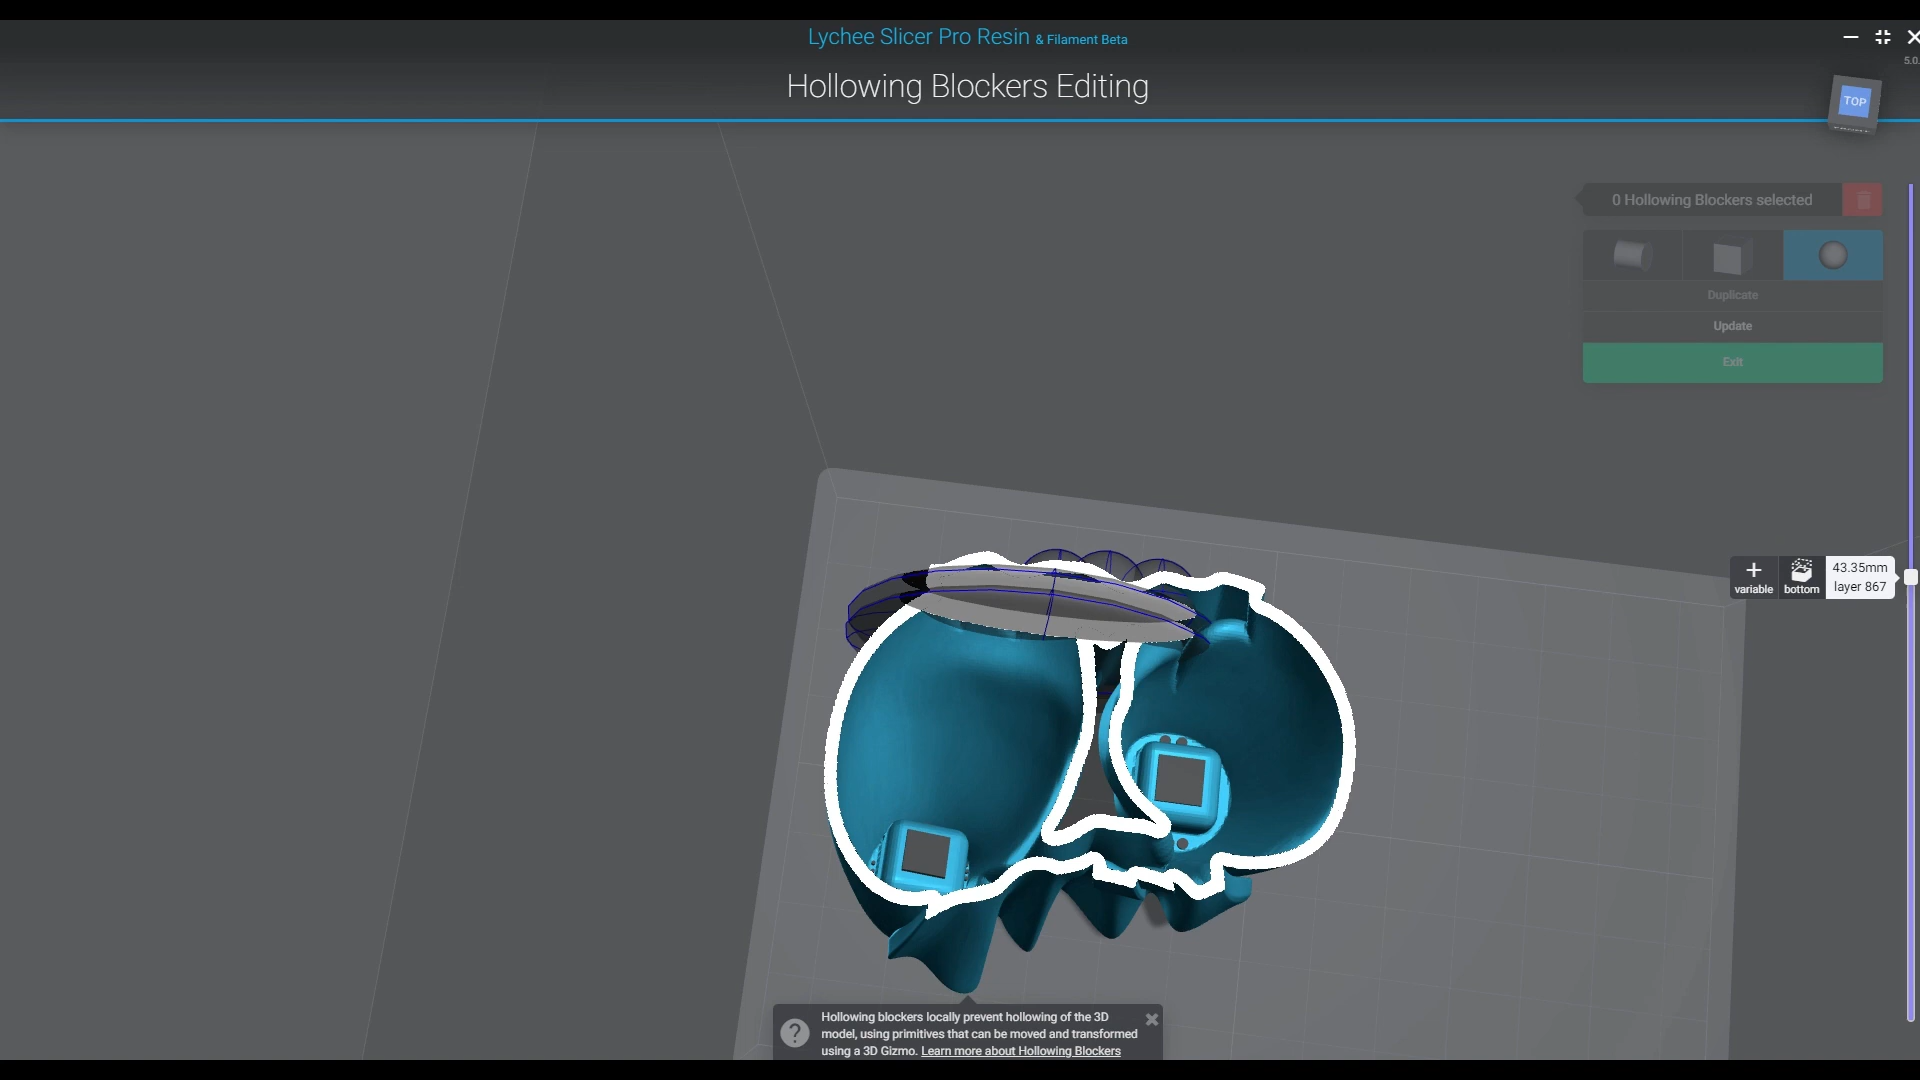 Lychee Slicer Pro Resin & Filament Beta
5.0.
Hollowing Blockers Editing
TOP
0 Hollowing Blockers selected
Duplicate
Update
Exit
43.35mm
layer 867
variable
bottom
Hollowing blockers locally prevent hollowing of the 3D
model, using primitives that can be moved and transformed
using a 3D Gizmo. Learn more about Hollowing Blockers